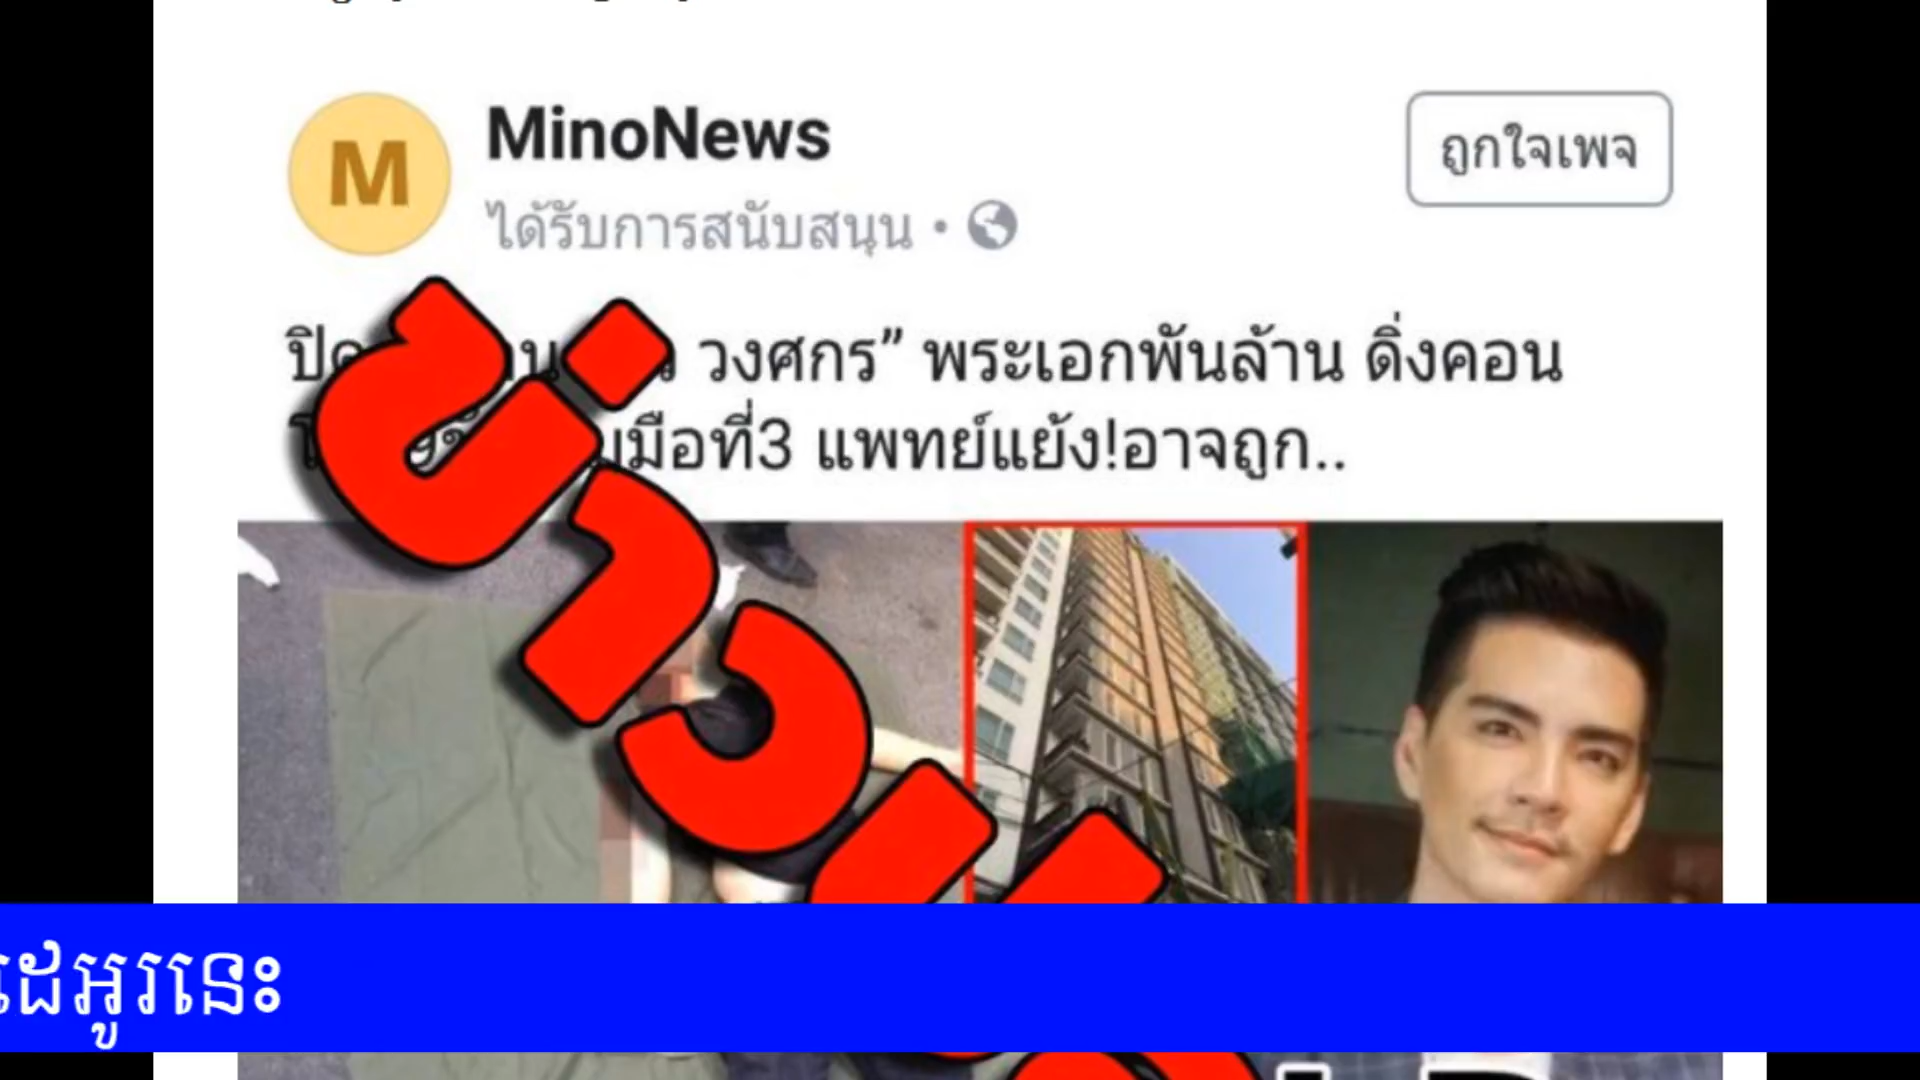 MinoNews
ถูกใจเพจ
ได้รับการสนับสนุน
วงศกร” พระเอกพันล้าน ดิ่งคอน
มือที่3 แพทย์แย้ง!อาจถูก..
ข่าว
ដេអូរនេះ